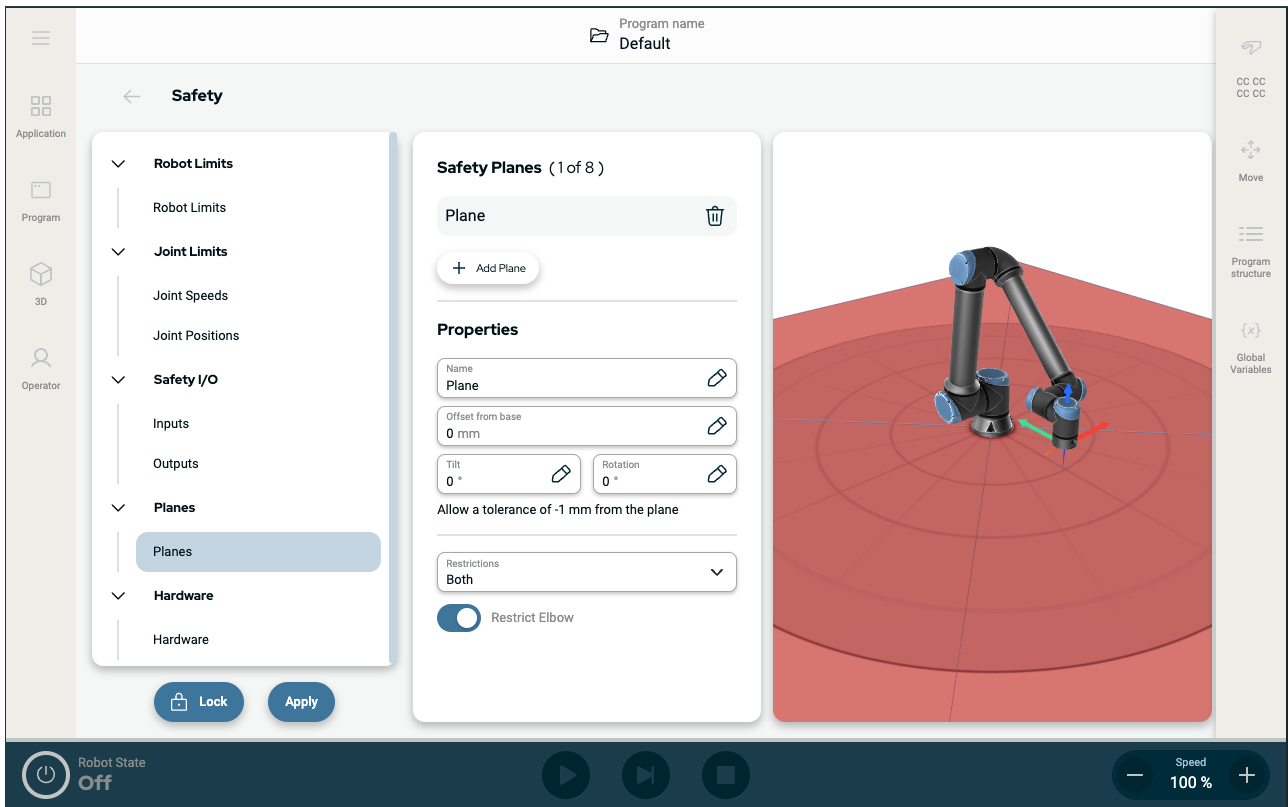 Program name
Default
Application
Program
3D
Operator
Safety
Robot Limits
Robot Limits
Joint Limits
Joint Speeds
Joint Positions
Safety I/O
Inputs
Outputs
Planes
Planes
Hardware
Hardware
Lock
Apply
Safety Planes ( 1 of 8 )
Plane
Add Plane
Properties
Name
Plane
Offset from base
0 mm
Tilt
0 °
Rotation
0 °
Allow a tolerance of -1 mm from the plane
Restrictions
Both
Restrict Elbow
CC CC
CC CC
Move
Program
structure
{x}
Global
Variables
Robot State
Off
Speed
100 %